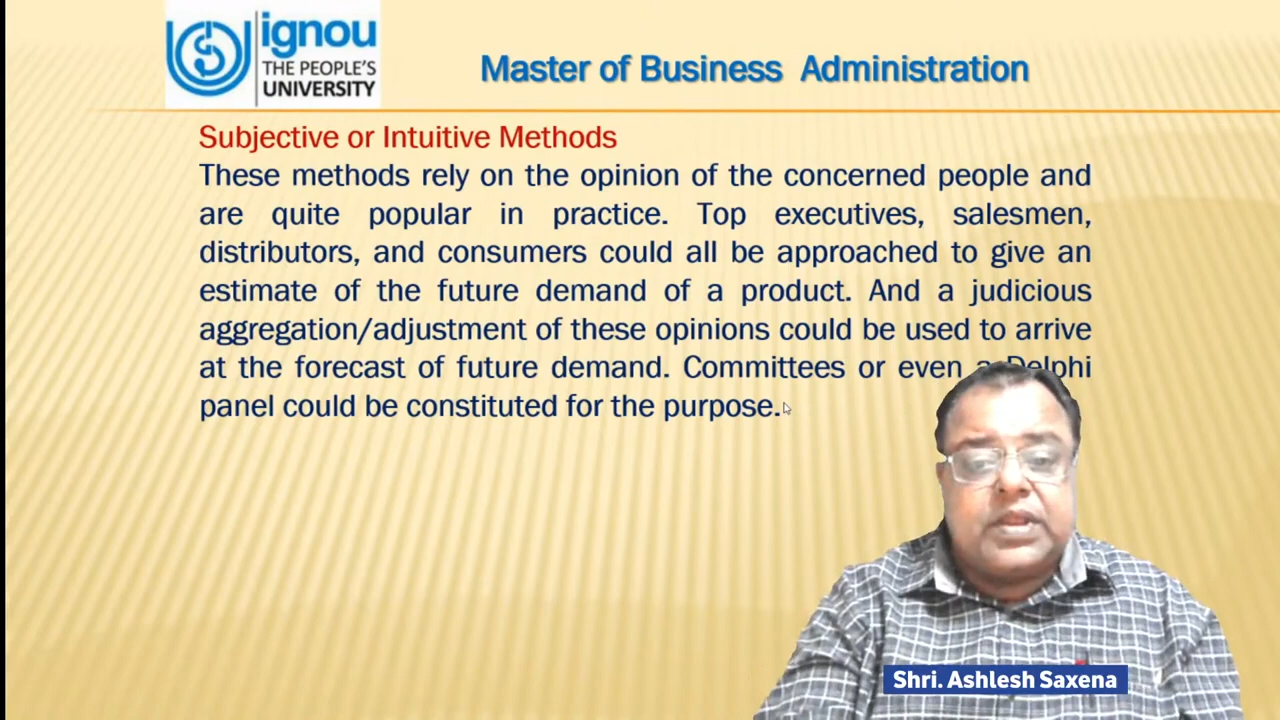 ignou
THE PEOPLE'S
UNIVERSITY
Master of Business Administration
Subjective or Intuitive Methods
These methods rely on the opinion of the concerned people and
are quite popular in practice. Top executives, salesmen,
distributors, and consumers could all be approached to give an
estimate of the future demand of a product. And a judicious
aggregation/adjustment of these opinions could be used to arrive
at the forecast of future demand. Committees or even a Delphi
panel could be constituted for the purpose.
Shri. Ashlesh Saxena